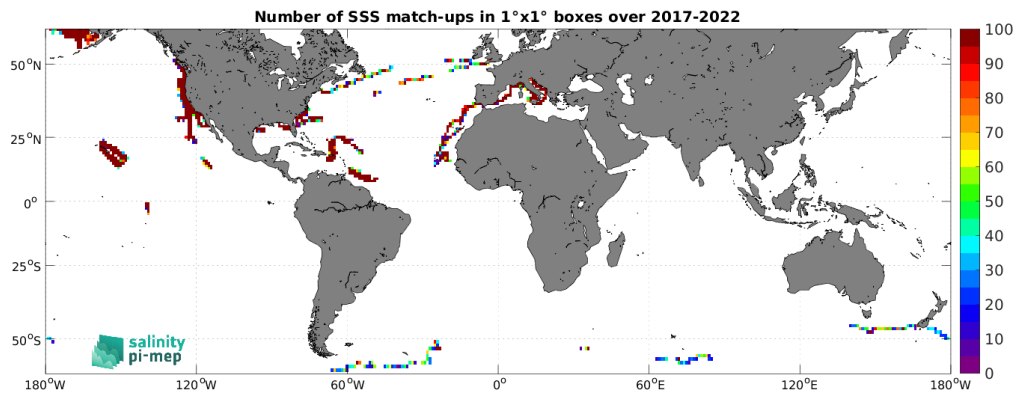 Number of SSS match-ups in 1°x1° boxes over 2017-2022
50°N
25°N
0°
25°S
50°S
180°W
120°W
60°W
0°
60°E
120°E
180°W
100
90
80
70
60
50
40
30
20
10
0
salinity
pi-mep